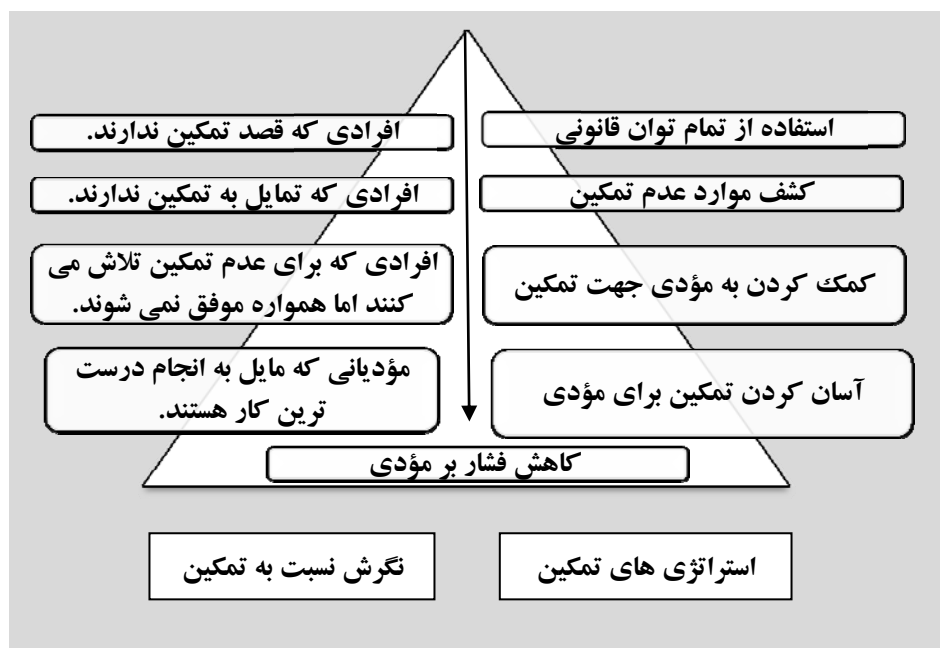 استفاده از تمام توان قانونی
افرادی که قصد تمکین ندارند.
کشف موارد عدم تمکین
افرادی که تمایل به تمکین ندارند.
کمک کردن به مؤدی جهت تمکین
افرادی که برای عدم تمکین تلاش می
کنند اما همواره موفق نمی شوند.
آسان کردن تمکین برای مؤدی
مؤدیانی که مایل به انجام درست
ترین کار هستند.
کاهش فشار بر مؤدی
استراتژی های تمکین
نگرش نسبت به تمکین